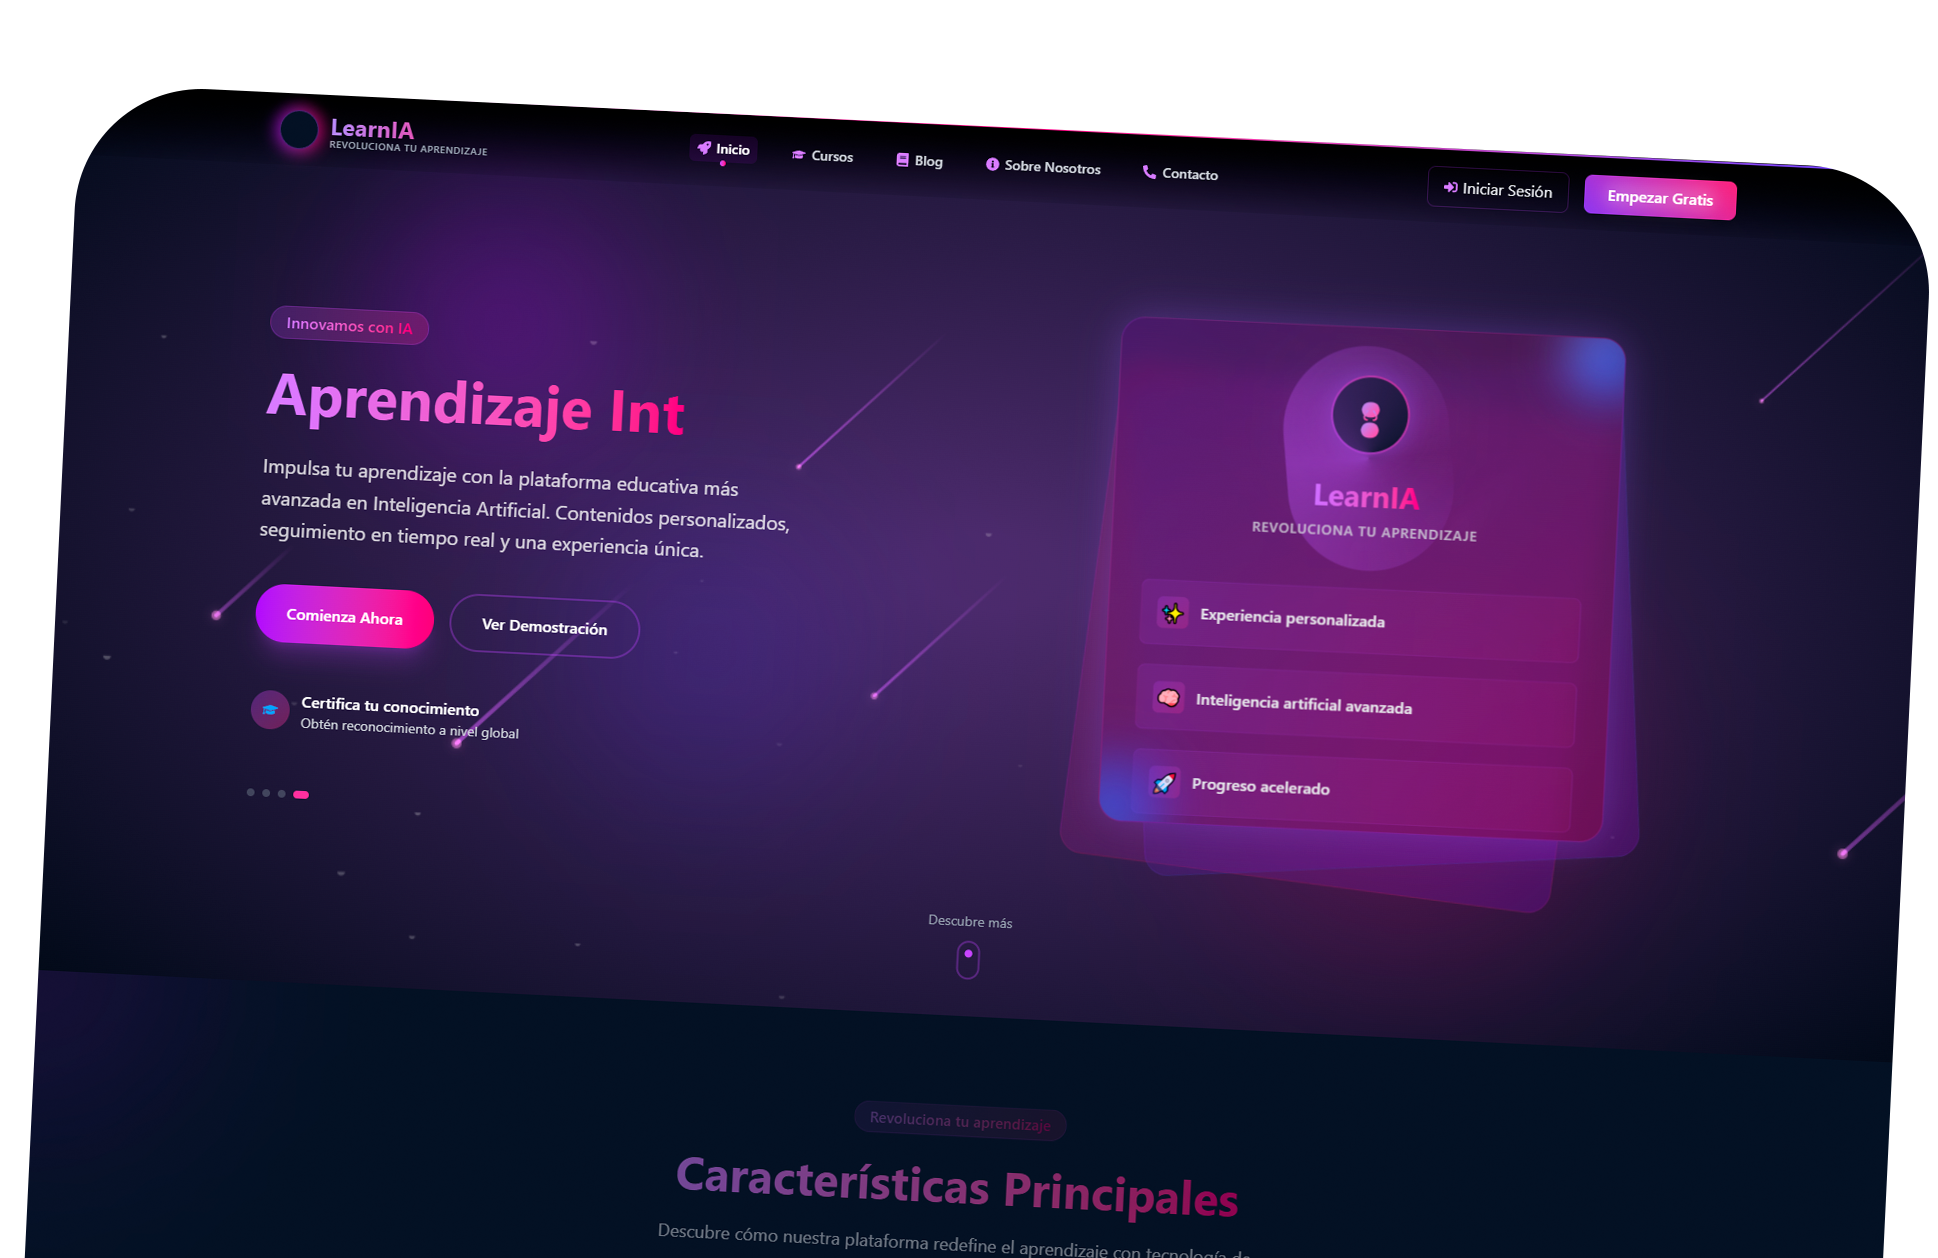 LearnIA
REVOLUCIONA TU APRENDIZAJE
Inicio
Cursos
Blog
Sobre Nosotros
Contacto
Iniciar Sesión
Empezar Gratis
Innovamos con IA
Aprendizaje Int
Impulsa tu aprendizaje con la plataforma educativa más
avanzada en Inteligencia Artificial. Contenidos personalizados,
seguimiento en tiempo real y una experiencia única.
Comienza Ahora
Ver Demostración
Certifica tu conocimiento
Obtén reconocimiento a nivel global
LearnIA
REVOLUCIONA TU APRENDIZAJE
Experiencia personalizada
Inteligencia artificial avanzada
Progreso acelerado
Descubre más
Revoluciona tu aprendizaje
Características Principales
Descubre cómo nuestra plataforma redefine el aprendizaje con tecnología de